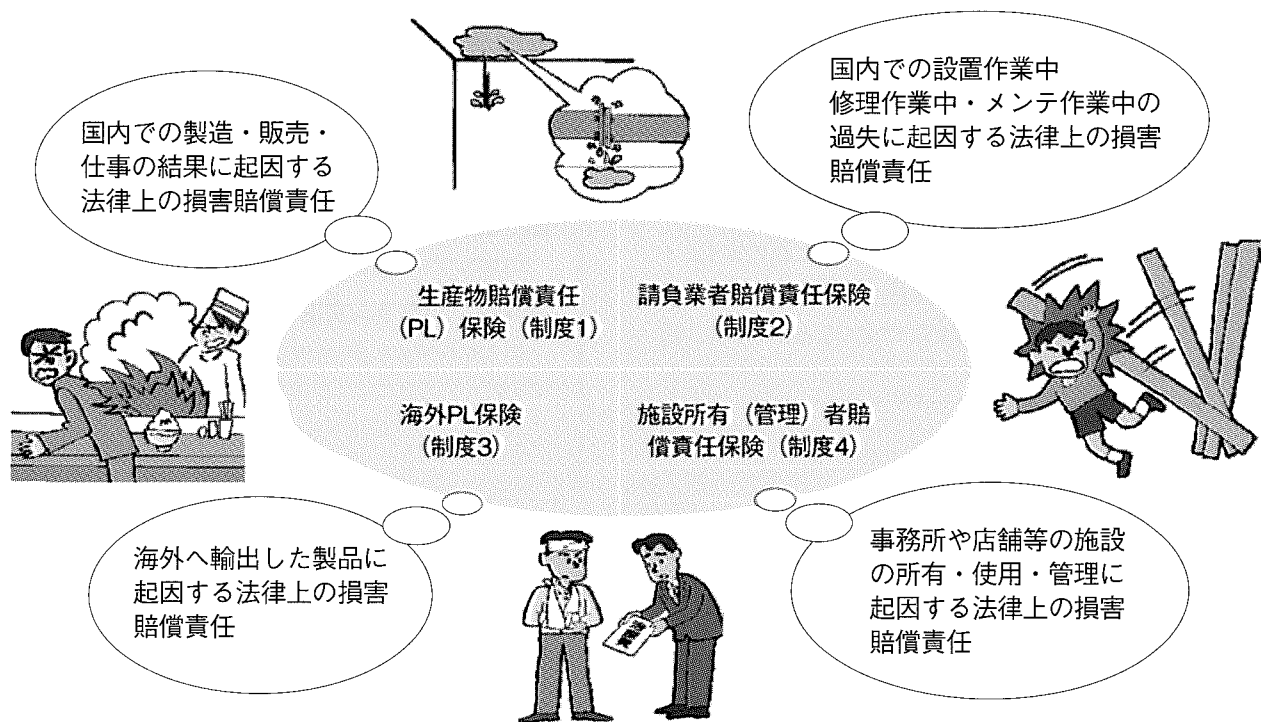 国内での製造・販売・
仕事の結果に起因する
法律上の損害賠償責任
国内での設置作業中
修理作業中・メンテ作業中の
過失に起因する法律上の損害
賠償責任
生産物賠償責任
(PL)保険(制度1)
請負業者賠償責任保険
(制度2)
海外PL保険
(制度3)
施設所有(管理)者賠
償責任保険(制度4)
海外へ輸出した製品に
起因する法律上の損害
賠償責任
事務所や店舗等の施設
の所有・使用・管理に
起因する法律上の損害
賠償責任